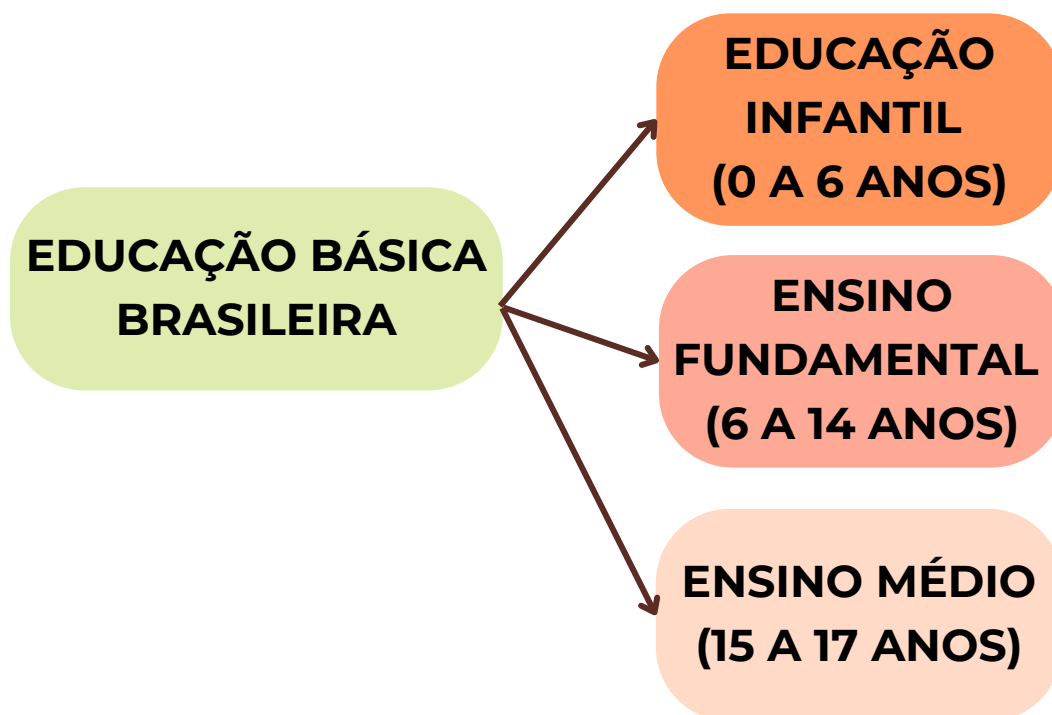 EDUCAÇÃO BÁSICA
BRASILEIRA
EDUCAÇÃO
INFANTIL
(0 A 6 ANOS)
ENSINO
FUNDAMENTAL
(6 A 14 ANOS)
ENSINO MÉDIO
(15 A 17 ANOS)